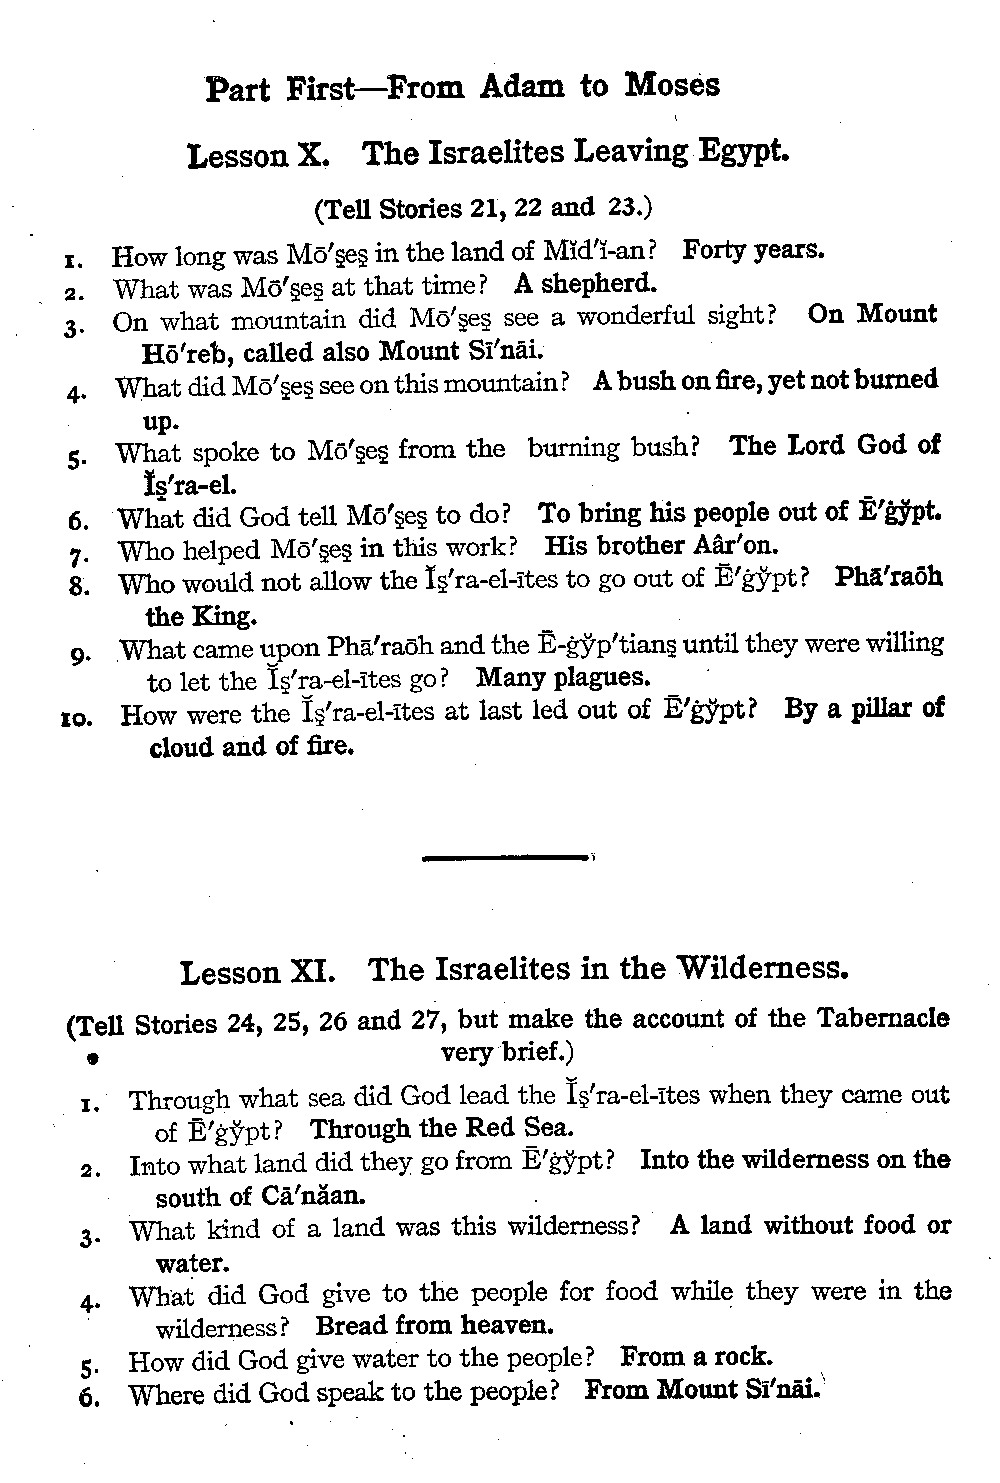 Part First—From Adam to Moses
Lesson X. The Israelites Leaving Egypt.
(Tell Stories 21, 22 and 23.)
1. How long was Mō′ṣeṣ in the land of Mĭd′ĭ-an? Forty years.
2. What was Mō′ṣeṣ at that time? A shepherd.
3. On what mountain did Mō′ṣeṣ see a wonderful sight? On Mount
Hō′reb, called also Mount Sī′nāi.
4. What did Mō′ṣeṣ see on this mountain? A bush on fire, yet not burned
up.
5. What spoke to Mō′ṣeṣ from the burning bush? The Lord God of
Ĭṣ′ra-el.
6. What did God tell Mō′ṣeṣ to do? To bring his people out of Ē′ġy̆pt.
7. Who helped Mō′ṣeṣ in this work? His brother Aâr′on.
8. Who would not allow the Ĭṣ′ra-el-ītes to go out of Ē′ġy̆pt? Phā′raōh
the King.
9. What came upon Phā′raōh and the Ē-ġy̆p′tianṣ until they were willing
to let the Ĭṣ′ra-el-ītes go? Many plagues.
10. How were the Ĭṣ′ra-el-ītes at last led out of Ē′ġy̆pt? By a pillar of
cloud and of fire.
Lesson XI. The Israelites in the Wilderness.
(Tell Stories 24, 25, 26 and 27, but make the account of the Tabernacle
very brief.)
1. Through what sea did God lead the Ĭṣ′ra-el-ītes when they came out
of Ē′ġy̆pt? Through the Red Sea.
2. Into what land did they go from Ē′ġy̆pt? Into the wilderness on the
south of Cā′năan.
3. What kind of a land was this wilderness? A land without food or
water.
4. What did God give to the people for food while they were in the
wilderness? Bread from heaven.
5. How did God give water to the people? From a rock.
6. Where did God speak to the people? From Mount Sī′nāi.